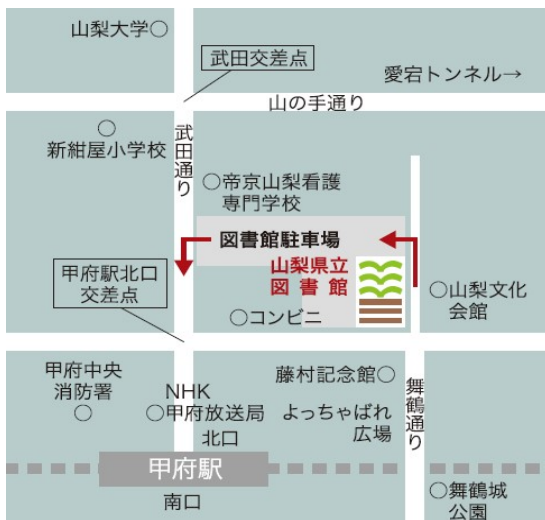 山梨大学
武田交差点
愛宕トンネル→
山の手通り
新紺屋小学校
武田通り
帝京山梨看護
専門学校
図書館駐車場
山梨県立
図書館
甲府駅北口
交差点
山梨文化
会館
コンビニ
甲府中央
消防署
NHK
甲府放送局
藤村記念館
よっちゃばれ
広場
舞鶴通り
北口
甲府駅
南口
舞鶴城
公園